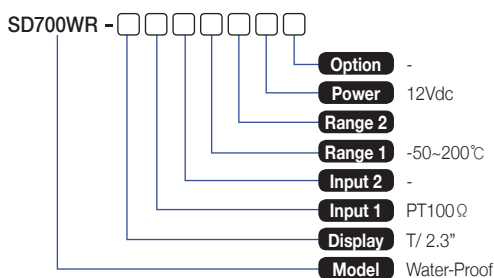 SD700WR -
Option -
Power 12Vdc
Range 2
Range 1 -50~200℃
Input 2 -
Input 1 PT100Ω
Display T/ 2.3"
Model Water-Proof